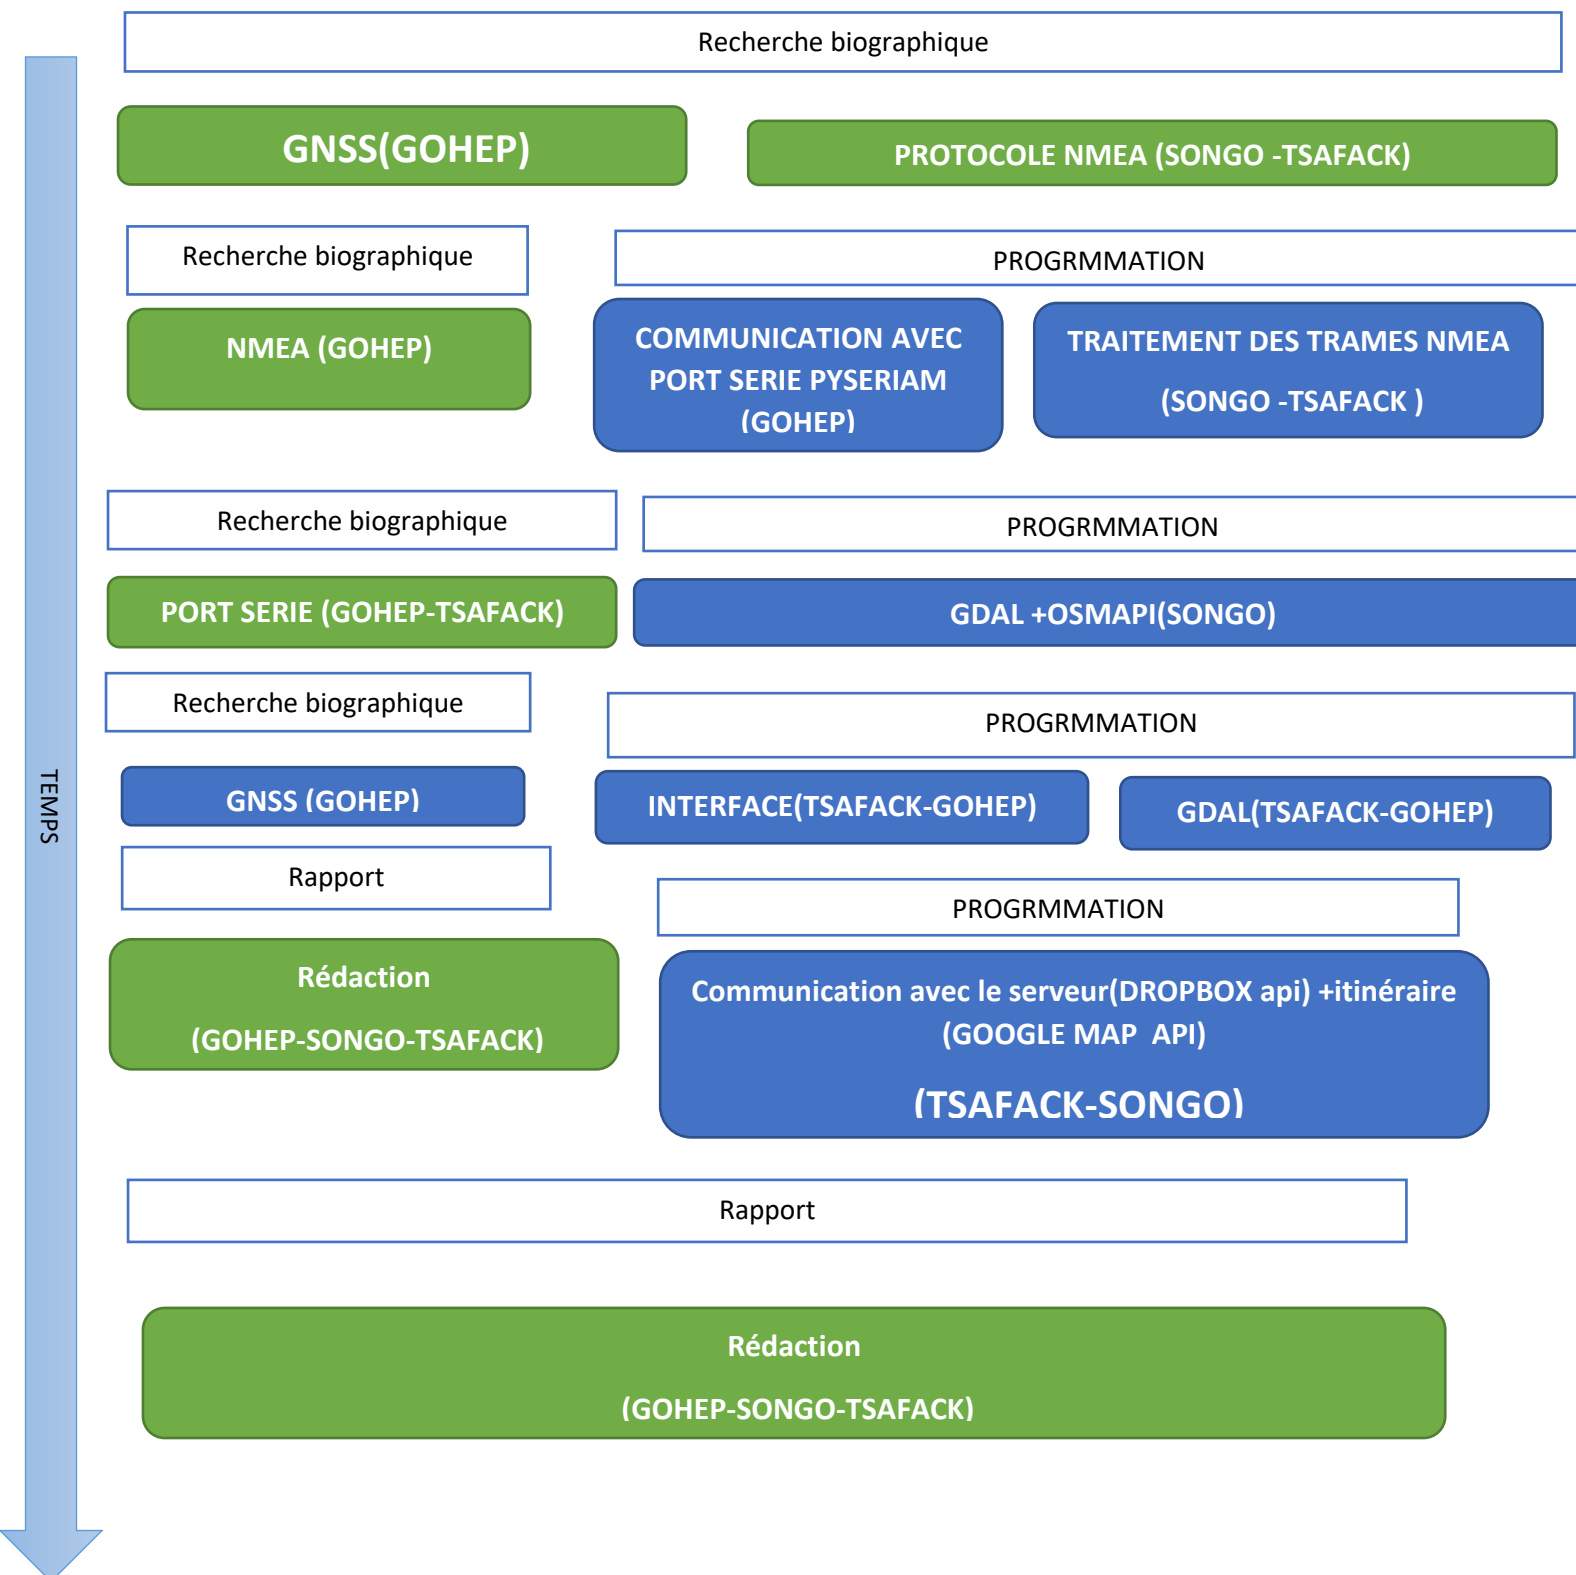 Recherche biographique
GNSS(GOHEP)
PROTOCOLE NMEA (SONGO -TSAFACK)
Recherche biographique
PROGRMMATION
NMEA (GOHEP)
COMMUNICATION AVEC
PORT SERIE PYSERIAM
(GOHEP)
TRAITEMENT DES TRAMES NMEA
(SONGO -TSAFACK )
Recherche biographique
PROGRMMATION
PORT SERIE (GOHEP-TSAFACK)
GDAL +OSMAPI(SONGO)
Recherche biographique
PROGRMMATION
TEMPS
GNSS (GOHEP)
INTERFACE(TSAFACK-GOHEP)
GDAL(TSAFACK-GOHEP)
Rapport
PROGRMMATION
Rédaction
(GOHEP-SONGO-TSAFACK)
Communication avec le serveur(DROPBOX api) +itinéraire
(GOOGLE MAP  API)
(TSAFACK-SONGO)
Rapport
Rédaction
(GOHEP-SONGO-TSAFACK)